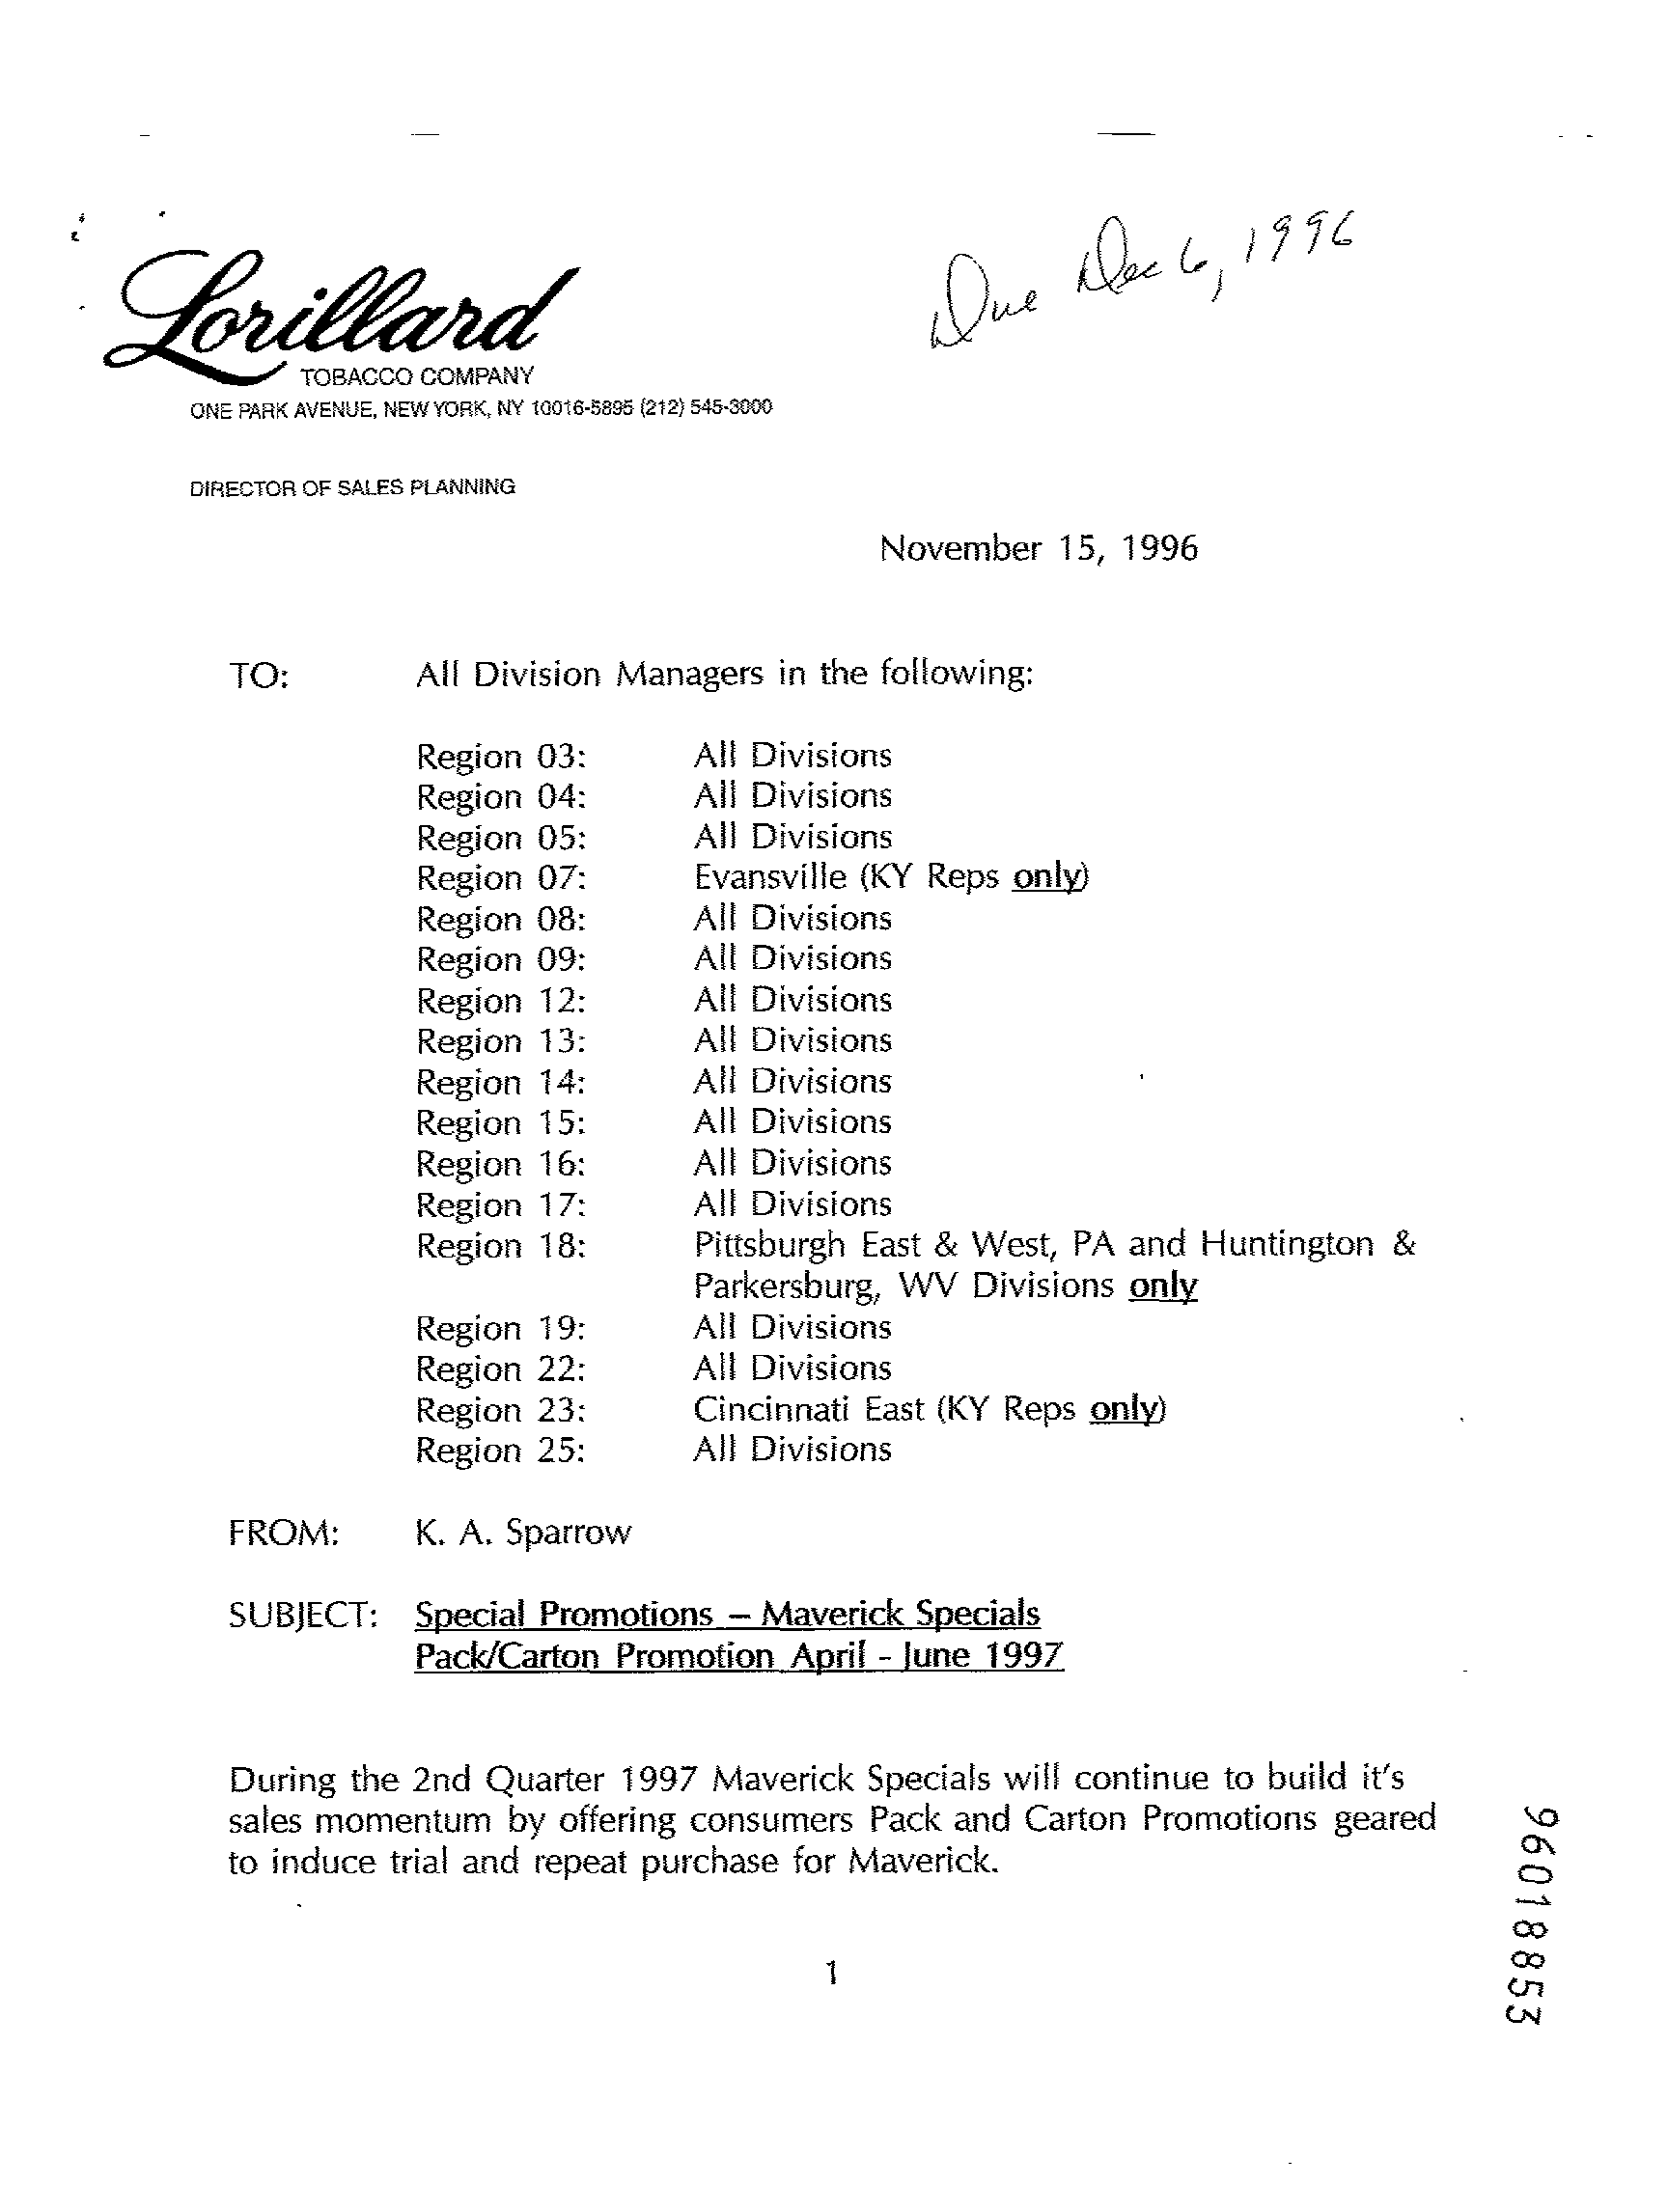 Due Dec 6, 1996
Lorillard
TOBACCO COMPANY
ONE PARK AVENUE, NEW YORK, NY 10016-5895 (212) 545-3000
DIRECTOR OF SALES PLANNING
November 15, 1996
TO: All Division Managers in the following:
Region 03: All Divisions
Region 04: All Divisions
Region 05: All Divisions
Region 07: Evansville (KY Reps only)
Region 08: All Divisions
Region 09: All Divisions
Region 12: All Divisions
Region 13: All Divisions
Region 14: All Divisions
Region 15: All Divisions
Region 16: All Divisions
Region 17: All Divisions
Region 18: Pittsburgh East & West, PA and Huntington &
Parkersburg, WV Divisions only
Region 19: All Divisions
Region 22: All Divisions
Region 23: Cincinnati East (KY Reps only)
Region 25: All Divisions
FROM: K. A. Sparrow
SUBJECT: Special Promotions – Maverick Specials
Pack/Carton Promotion April - June 1997
During the 2nd Quarter 1997 Maverick Specials will continue to build it's
sales momentum by offering consumers Pack and Carton Promotions geared
to induce trial and repeat purchase for Maverick.
1
96018853